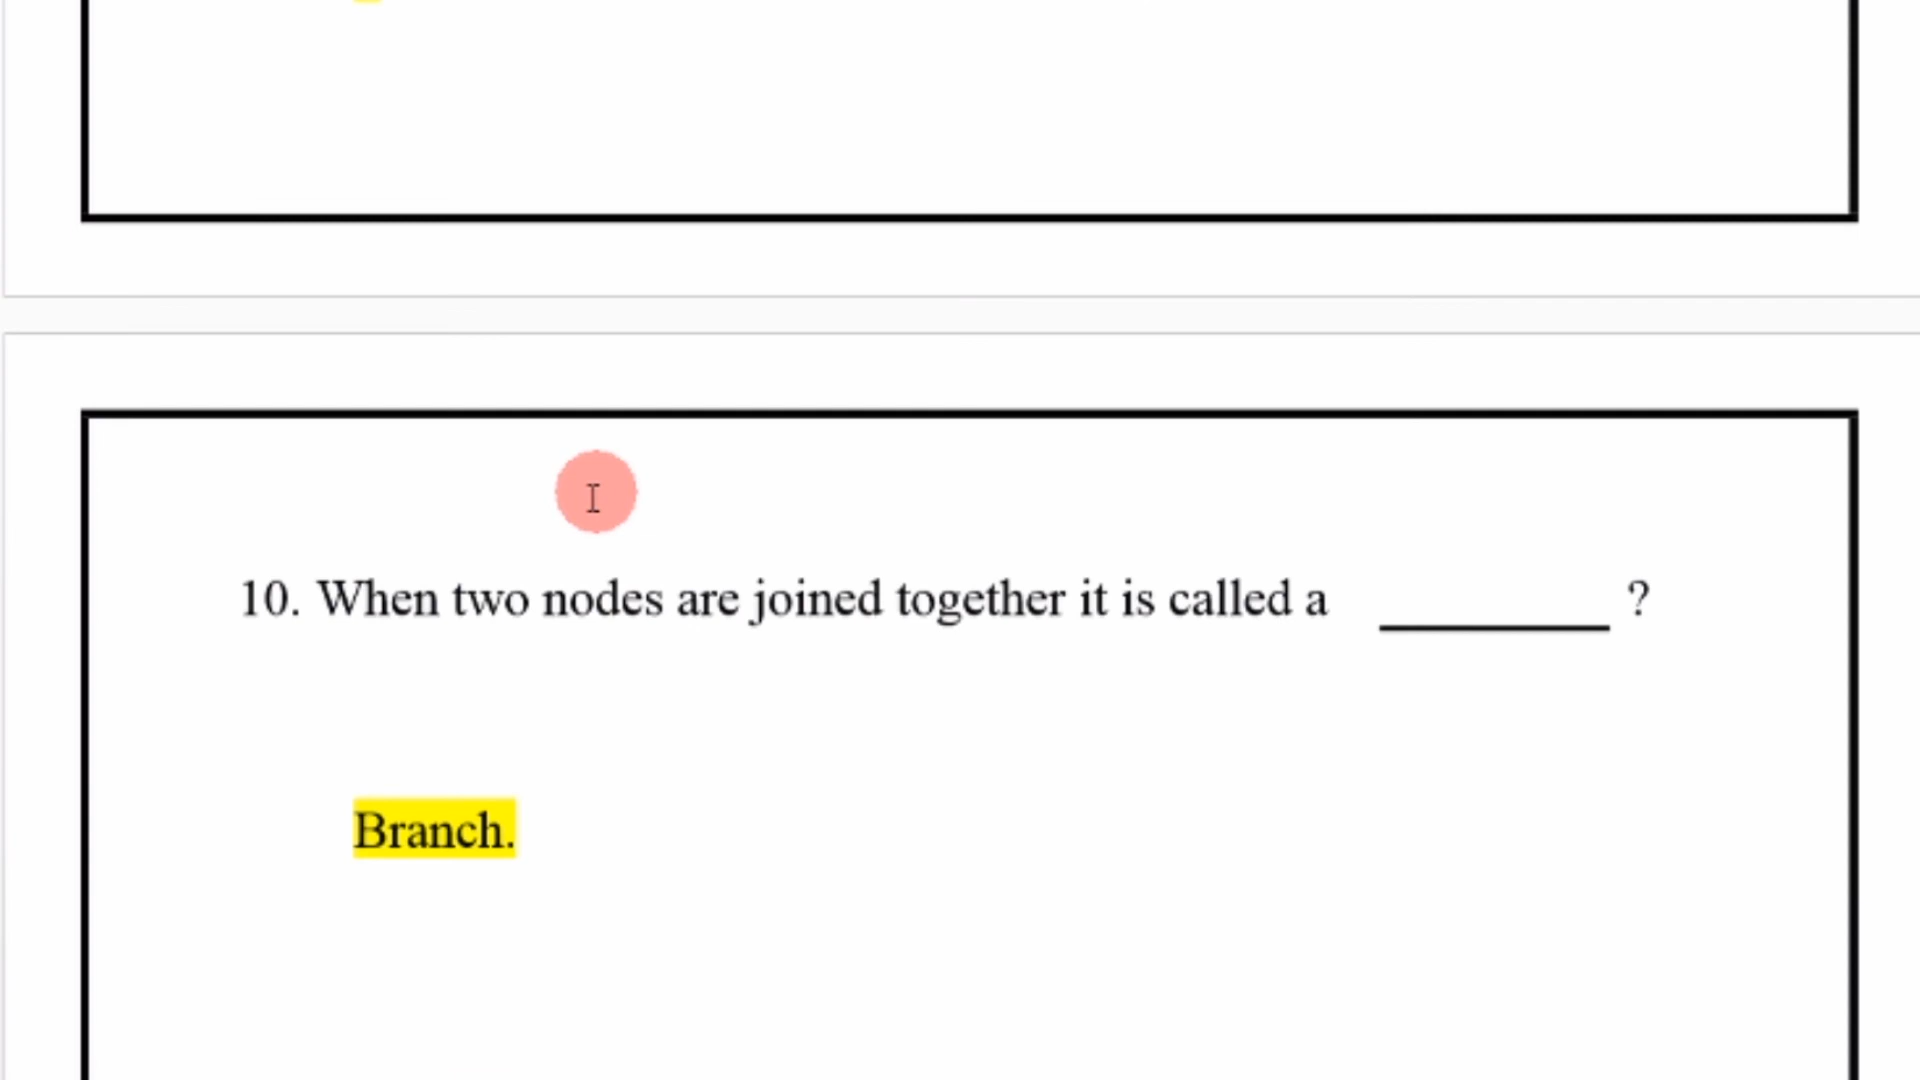 10. When two nodes are joined together it is called a ________ ?
Branch.